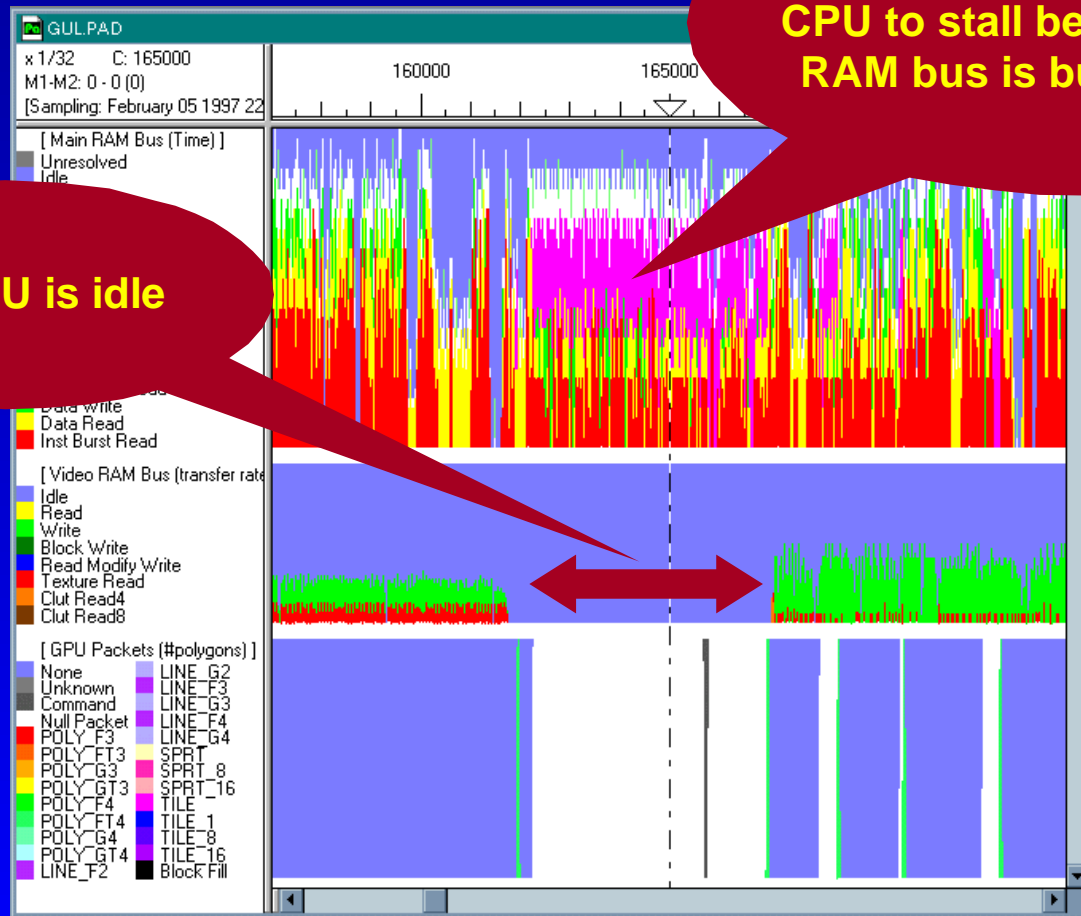 GUL.PAD
x 1/32 C: 165000
M1-M2: 0 - 0 (0)
[Sampling: February 05 1997 22
160000 165000
CPU to stall be
RAM bus is bu
[ Main RAM Bus (Time) ]
Unresolved
Idle
U is idle
Data Write
Data Read
Inst Burst Read
[ Video RAM Bus (transfer rate
Idle
Read
Write
Block Write
Read Modify Write
Texture Read
Clut Read4
Clut Read8
[ GPU Packets (#polygons) ]
None LINE_G2
Unknown LINE_F3
Command LINE_G3
Null Packet LINE_F4
POLY_F3 LINE_G4
POLY_FT3 SPRT
POLY_G3 SPRT_8
POLY_GT3 SPRT_16
POLY_F4 TILE
POLY_FT4 TILE_1
POLY_G4 TILE_8
POLY_GT4 TILE_16
LINE_F2 Block Fill